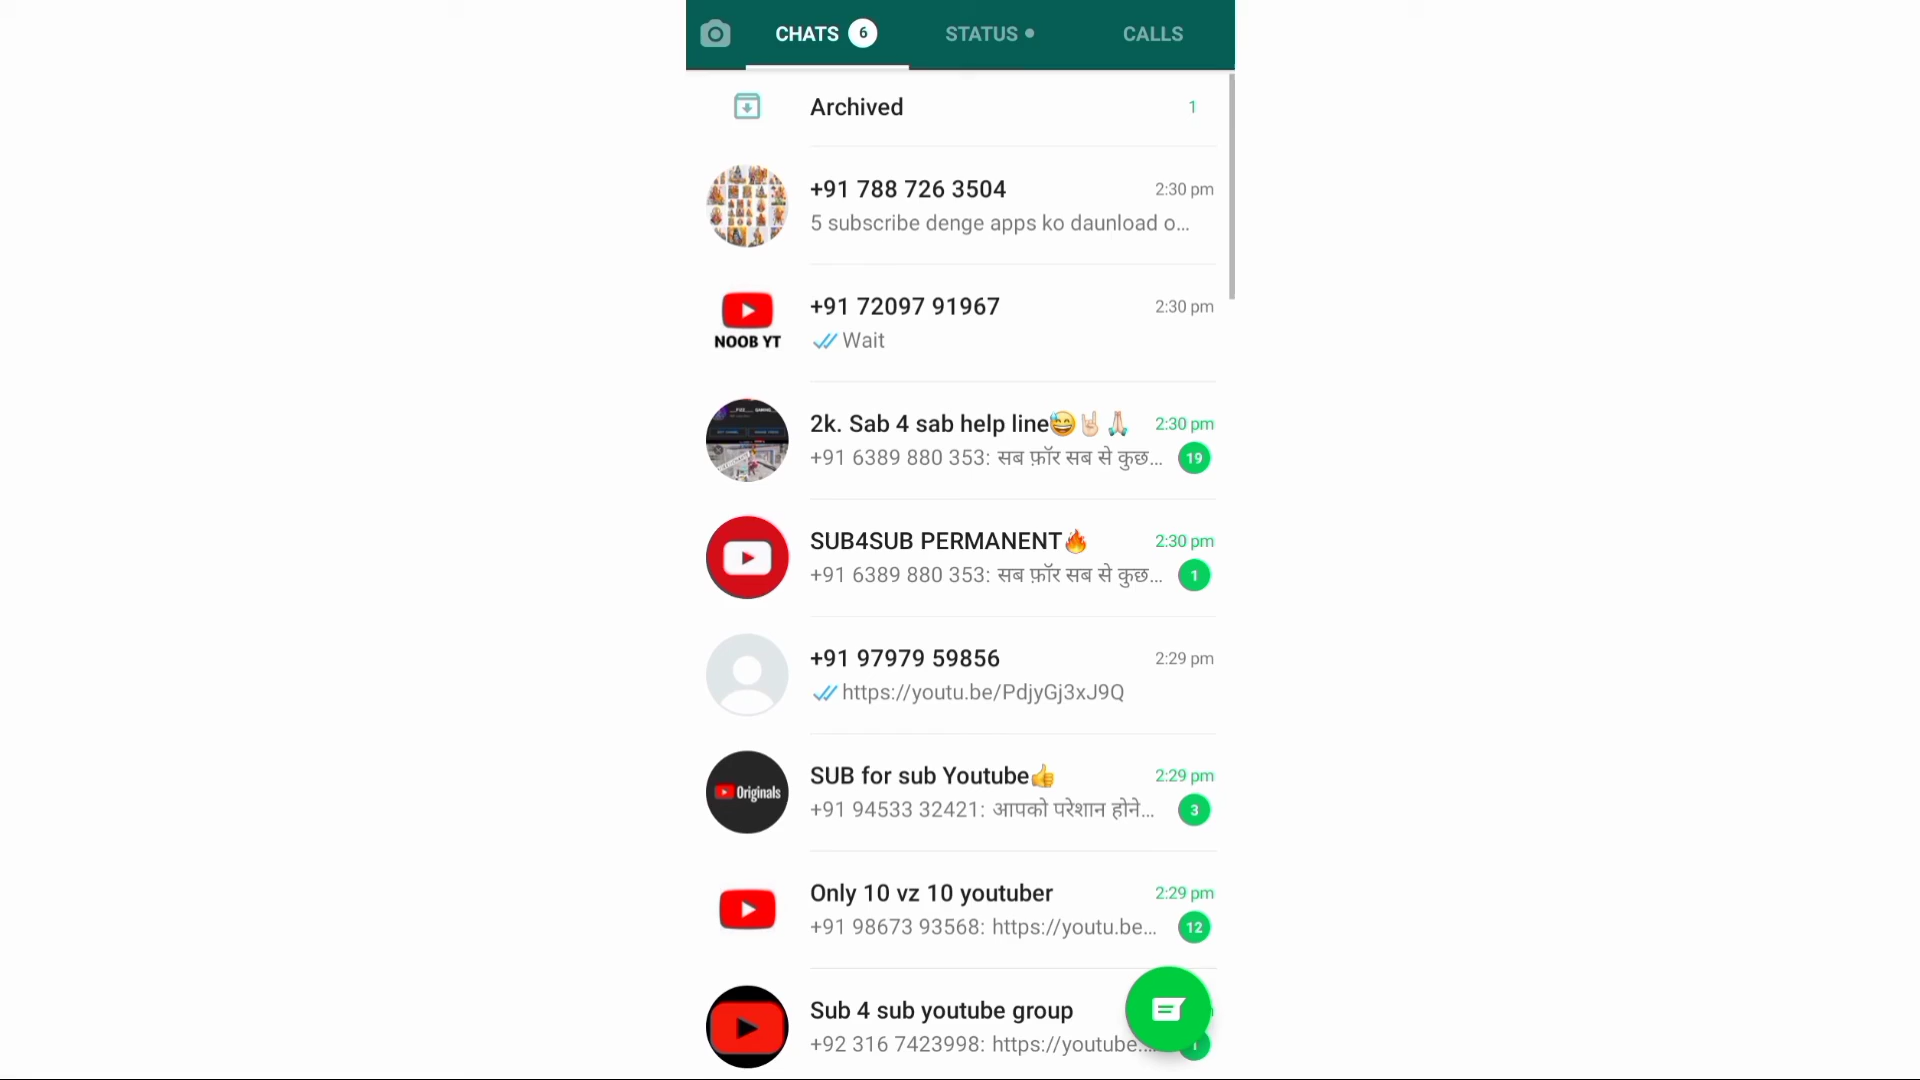 CHATS 6 STATUS CALLS
Archived 1
+91 788 726 3504 2:30 pm
5 subscribe denge apps ko daunload o...
+91 72097 91967 2:30 pm
NOOB YT
Wait
2k. Sab 4 sab help line😅🤘🏻🙏🏻 2:30 pm
+91 6389 880 353: सब फ़ॉर सब से कुछ... 19
SUB4SUB PERMANENT🔥 2:30 pm
+91 6389 880 353: सब फ़ॉर सब से कुछ... 1
+91 97979 59856 2:29 pm
https://youtu.be/PdjyGj3xJ9Q
SUB for sub Youtube👍 2:29 pm
Originals
+91 94533 32421: आपको परेशान होने... 3
Only 10 vz 10 youtuber 2:29 pm
+91 98673 93568: https://youtu.be... 12
Sub 4 sub youtube group
+92 316 7423998: https://youtube.... 1